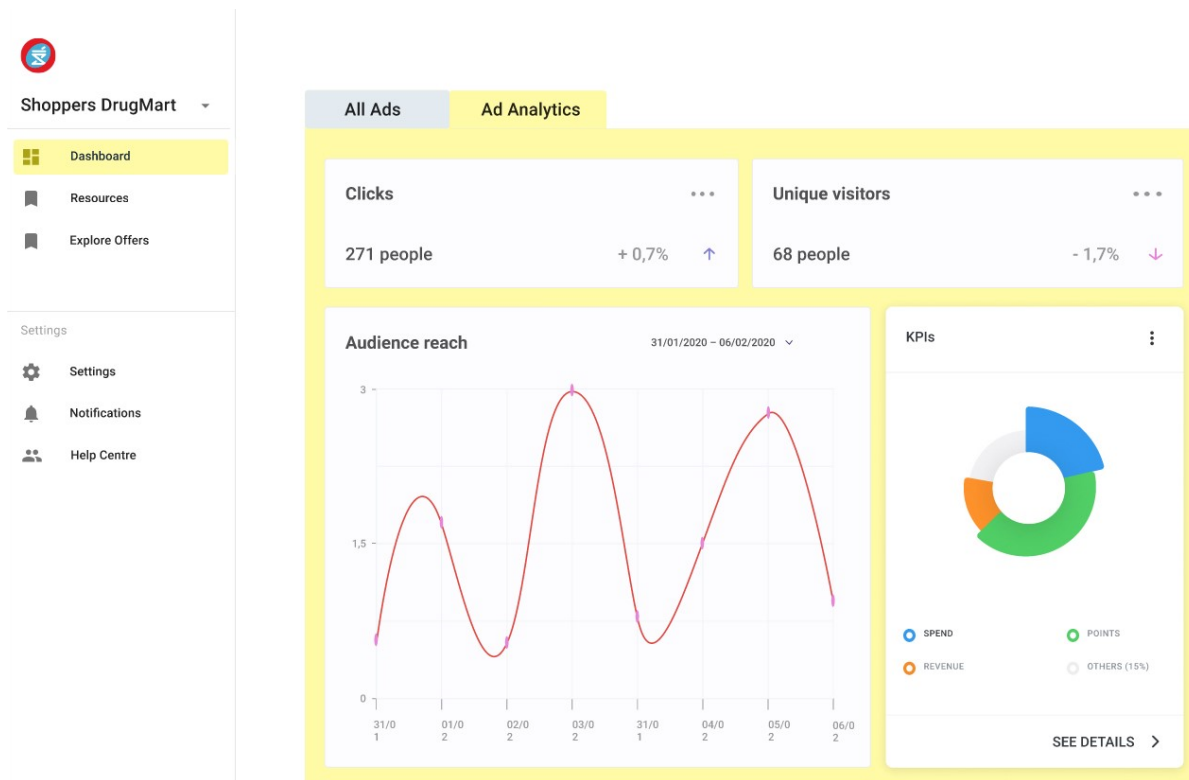 Shoppers DrugMart
Dashboard
Resources
Explore Offers
Settings
Settings
Notifications
Help Centre
All Ads
Ad Analytics
Clicks
271 people
+ 0,7%
Unique visitors
68 people
- 1,7%
Audience reach
31/01/2020 – 06/02/2020
3
1,5
0
31/0
1
01/0
2
02/0
2
03/0
2
31/0
1
04/0
2
05/0
2
06/0
2
KPIs
SPEND
POINTS
REVENUE
OTHERS (15%)
SEE DETAILS